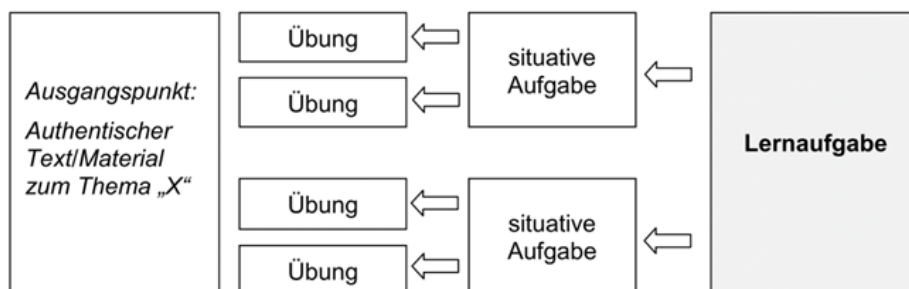 Ausgangspunkt:
Authentischer
Text/Material
zum Thema „X“
Übung
Übung
situative
Aufgabe
Übung
Übung
situative
Aufgabe
Lernaufgabe